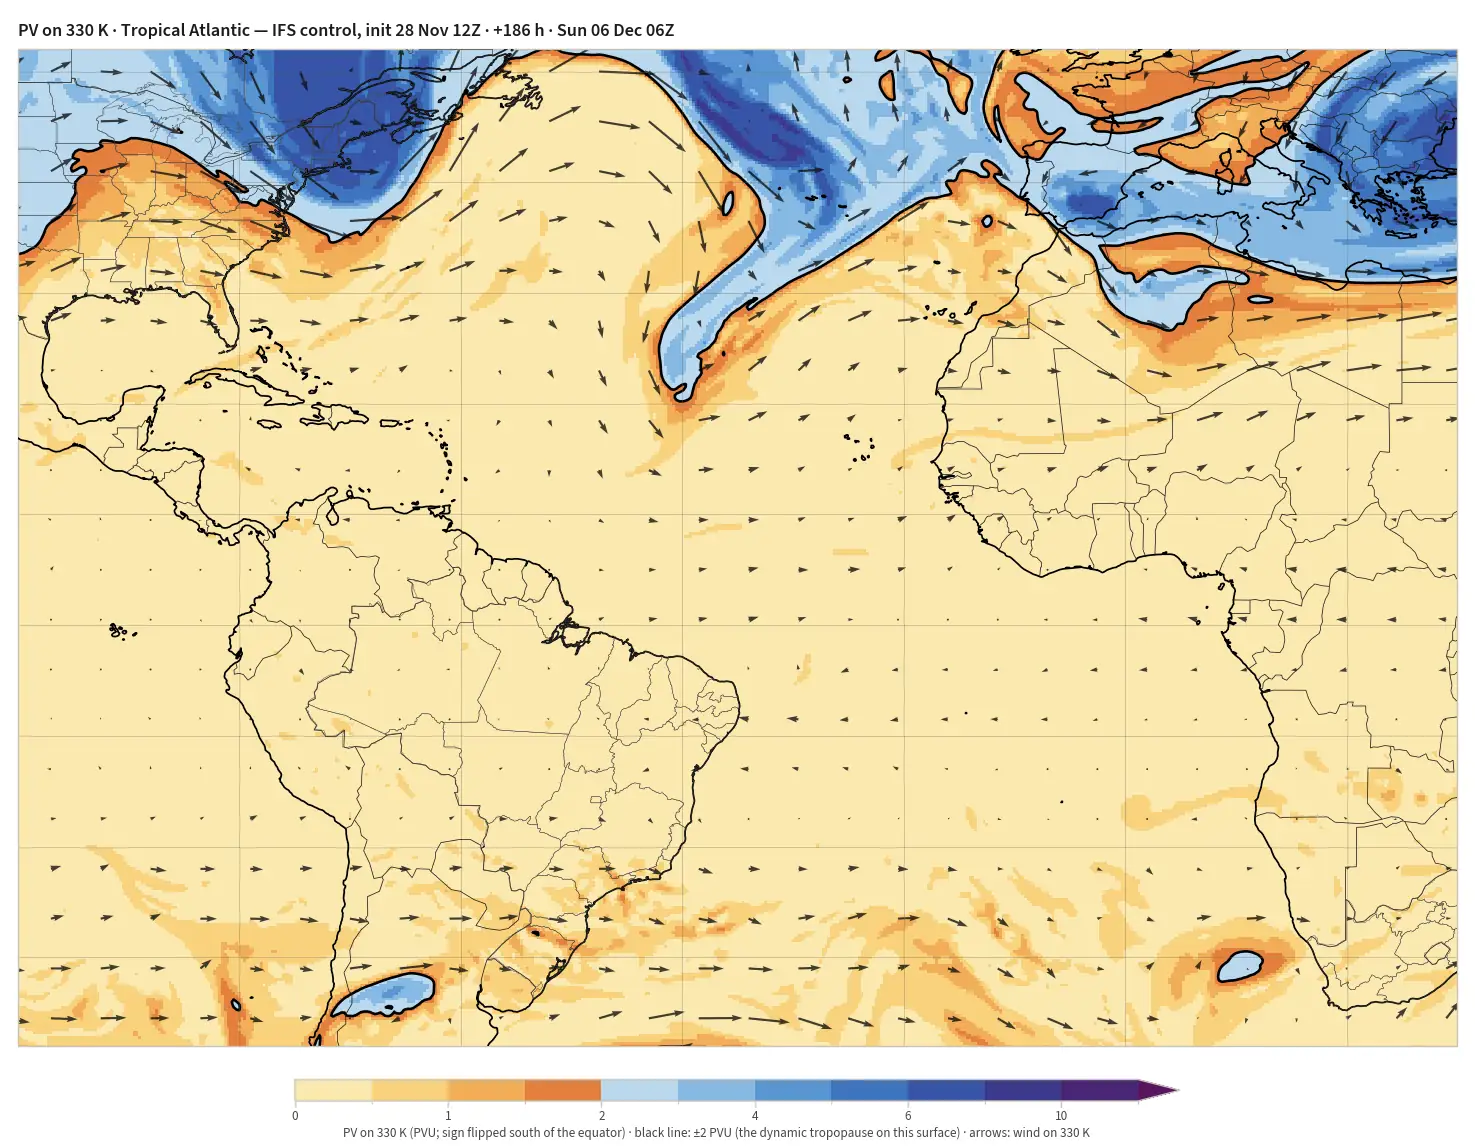 PV on 330 K · Tropical Atlantic — IFS control, init 28 Nov 12Z · +186 h · Sun 06 Dec 06Z
0 1 2 4 6 10
PV on 330 K (PVU; sign flipped south of the equator) · black line: ±2 PVU (the dynamic tropopause on this surface) · arrows: wind on 330 K